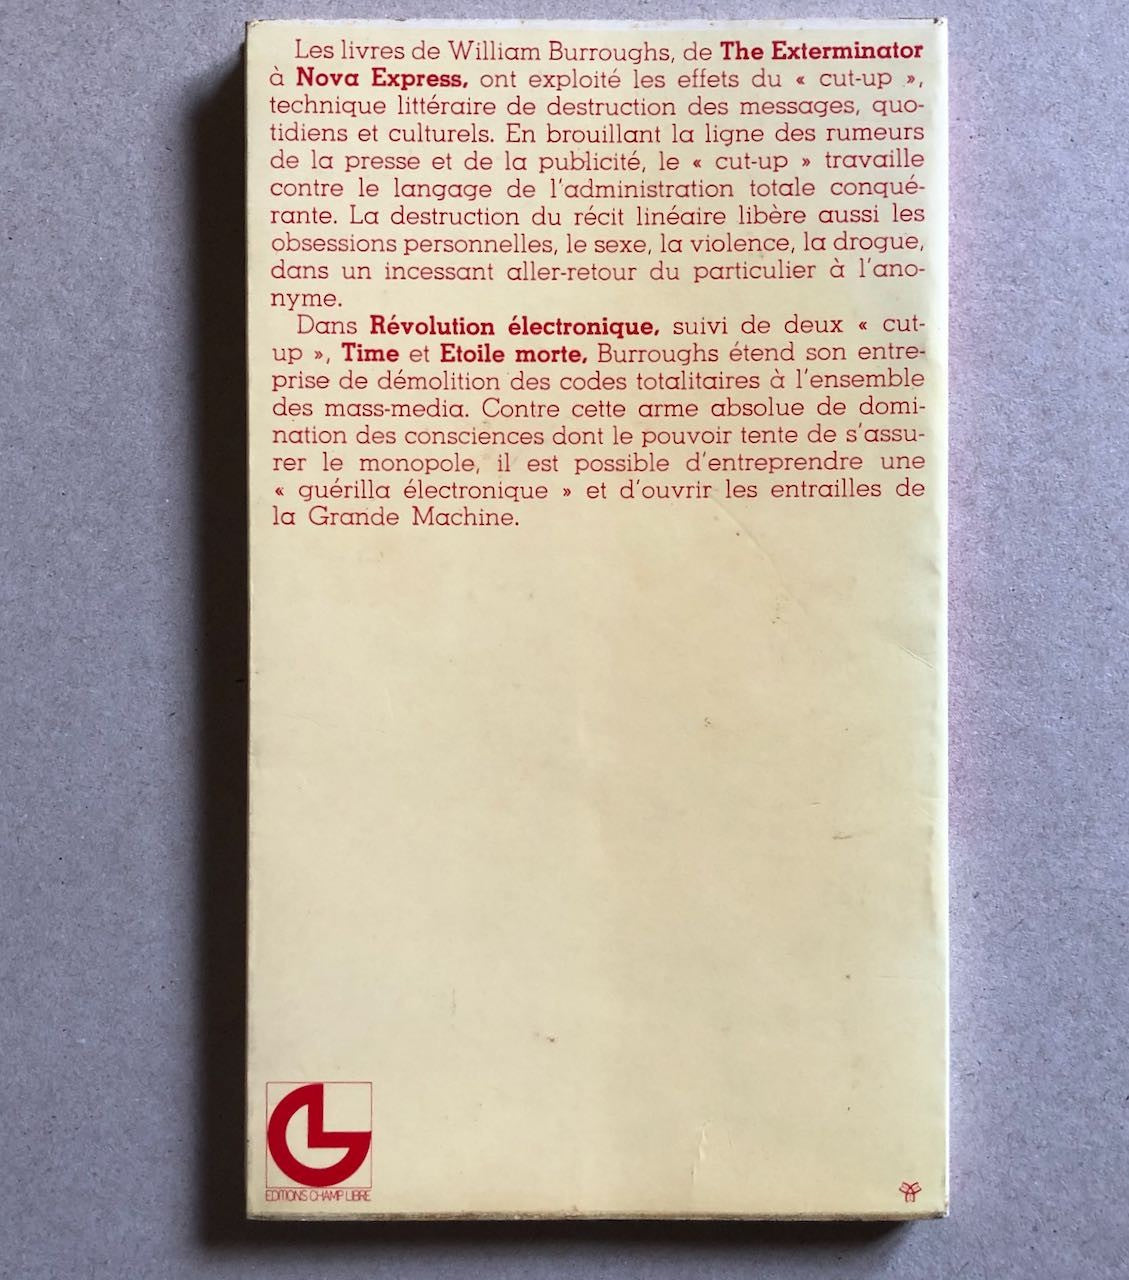 Les livres de William Burroughs, de The Exterminator
à Nova Express, ont exploité les effets du « cut-up »,
technique littéraire de destruction des messages, quo-
tidiens et culturels. En brouillant la ligne des rumeurs
de la presse et de la publicité, le « cut-up » travaille
contre le langage de l'administration totale conqué-
rante. La destruction du récit linéaire libère aussi les
obsessions personnelles, le sexe, la violence, la drogue,
dans un incessant aller-retour du particulier à l'ano-
nyme.
Dans Révolution électronique, suivi de deux « cut-
up », Time et Etoile morte, Burroughs étend son entre-
prise de démolition des codes totalitaires à l'ensemble
des mass-media. Contre cette arme absolue de domi-
nation des consciences dont le pouvoir tente de s'assu-
rer le monopole, il est possible d'entreprendre une
« guérilla électronique » et d'ouvrir les entrailles de
la Grande Machine.
CL
EDITIONS CHAMP LIBRE